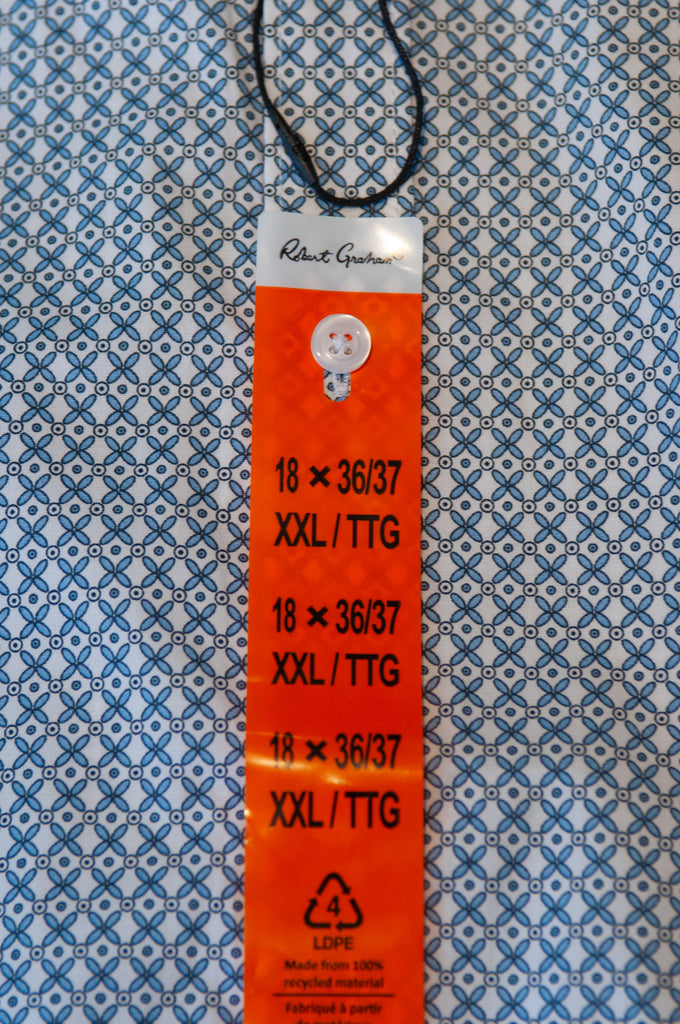 Robert Graham
18 × 36/37
XXL / TTG
18 × 36/37
XXL / TTG
18 × 36/37
XXL / TTG
4
LDPE
Made from 100%
recycled material
Fabriqué à partir